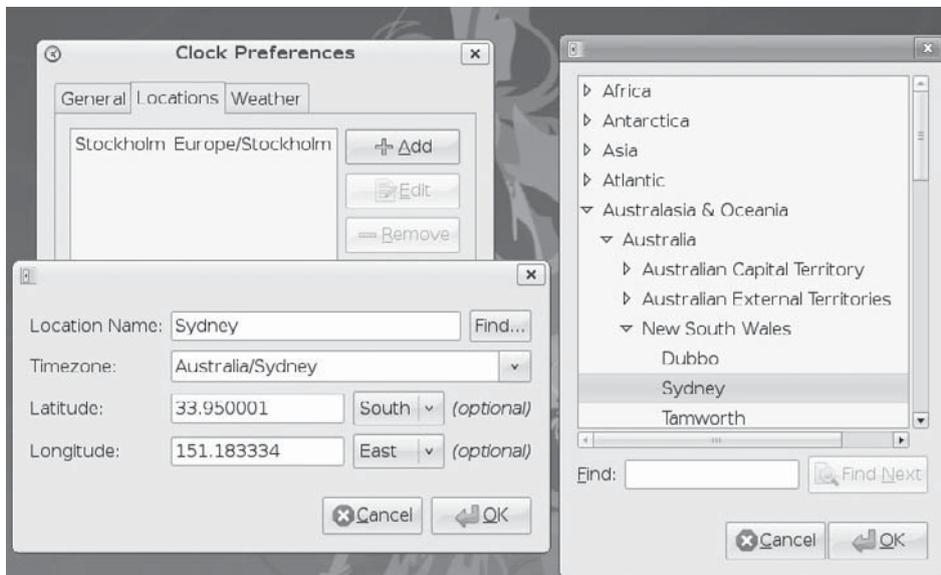 Clock Preferences
General Locations Weather
Stockholm Europe/Stockholm
Add
Edit
Remove
Location Name: Sydney Find...
Timezone: Australia/Sydney
Latitude: 33.950001 South (optional)
Longitude: 151.183334 East (optional)
Cancel OK
Africa
Antarctica
Asia
Atlantic
Australasia & Oceania
Australia
Australian Capital Territory
Australian External Territories
New South Wales
Dubbo
Sydney
Tamworth
Find: Find Next
Cancel OK